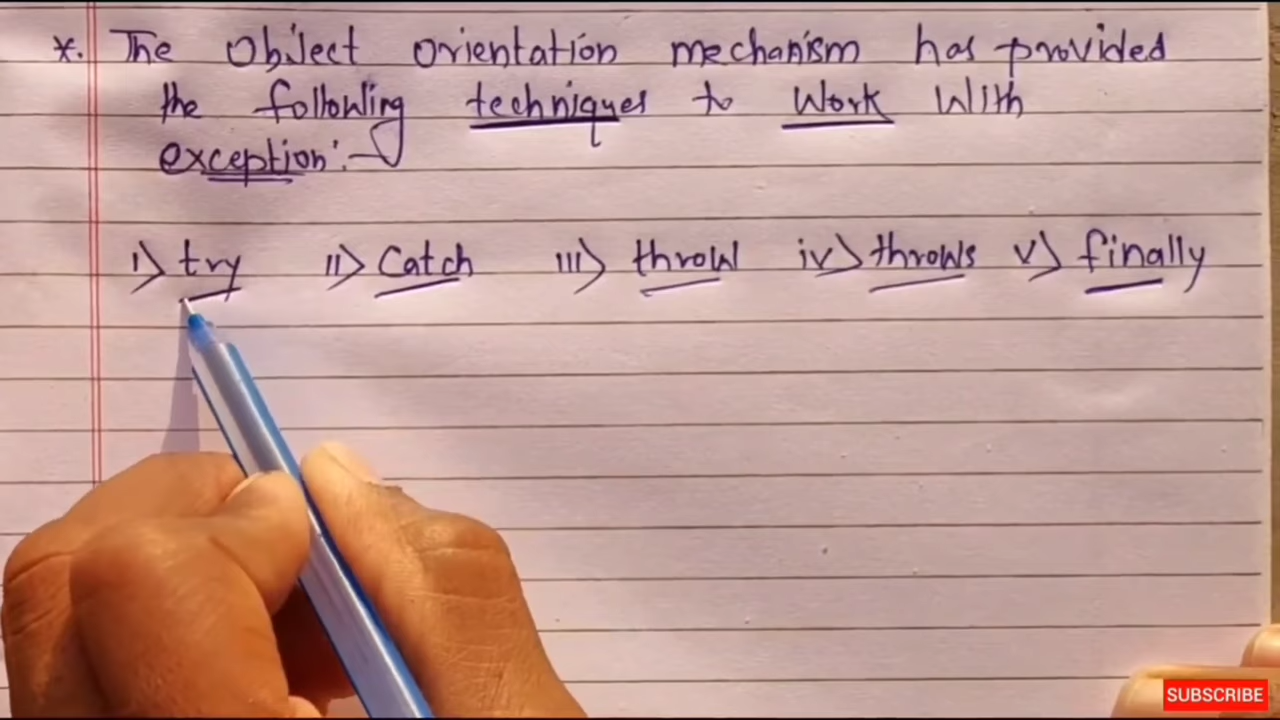 *. The Object orientation mechanism has provided
the following techniques to work with
exception:-
i) try ii) Catch iii) throw iv) throws v) finally
SUBSCRIBE